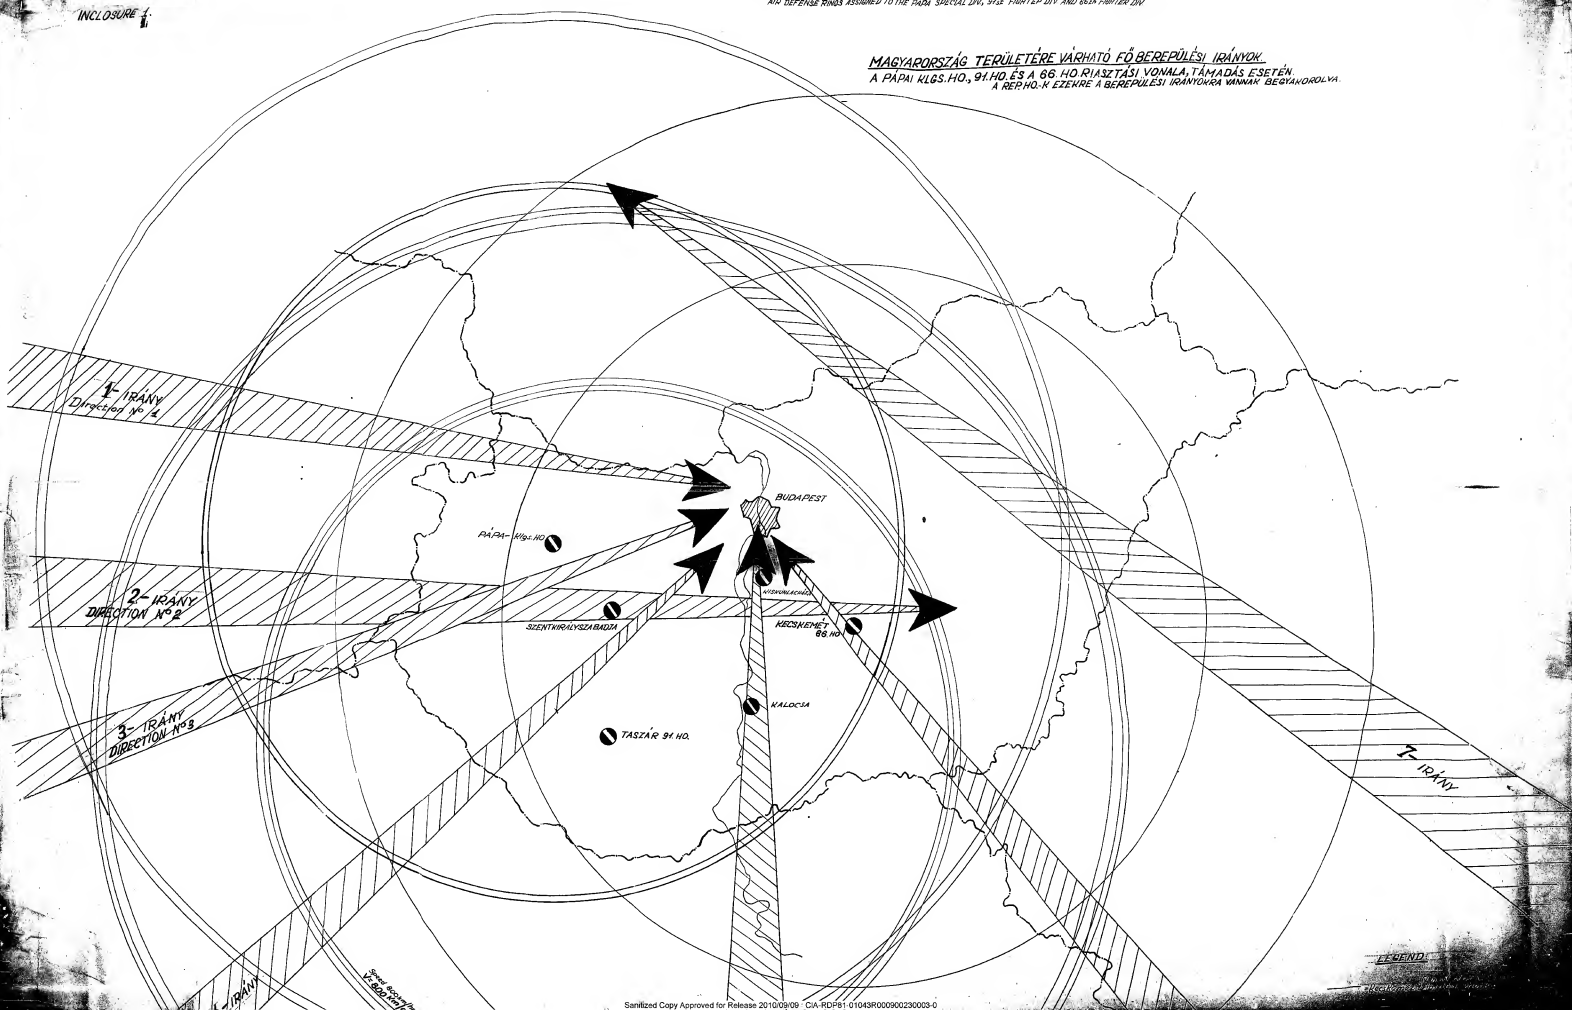 INCLOSURE 1.
AIR DEFENSE RINGS ASSIGNED TO THE PAPA SPECIAL DIV, 91ST FIGHTER DIV AND 66th FIGHTER DIV
MAGYARORSZÁG TERÜLETÉRE VÁRHATÓ FŐ BEREPÜLÉSI IRÁNYOK.
A PÁPAI KLGS.HO., 91.HO. ÉS A 66.HO. RIASZTÁSI VONALA, TÁMADÁS ESETÉN.
A REP.HO.-K EZEKRE A BEREPÜLÉSI IRÁNYOKRA VANNAK BEGYAKOROLVA.
1- IRÁNY
Direction No 1
BUDAPEST
PÁPA- Klgs.HO
KISKUNLACHÁZA
2- IRÁNY
DIRECTION No 2
SZENTKIRÁLYSZABADJA
KECSKEMÉT
66.HO
3- IRÁNY
DIRECTION No 3
KALOCSA
TASZÁR 91.HO.
7- IRÁNY
IRÁNY
Speed 800km/h
V=800 km/h
LEGEND:
Sanitized Copy Approved for Release 2010/09/09 : CIA-RDP81-01043R000900230003-0